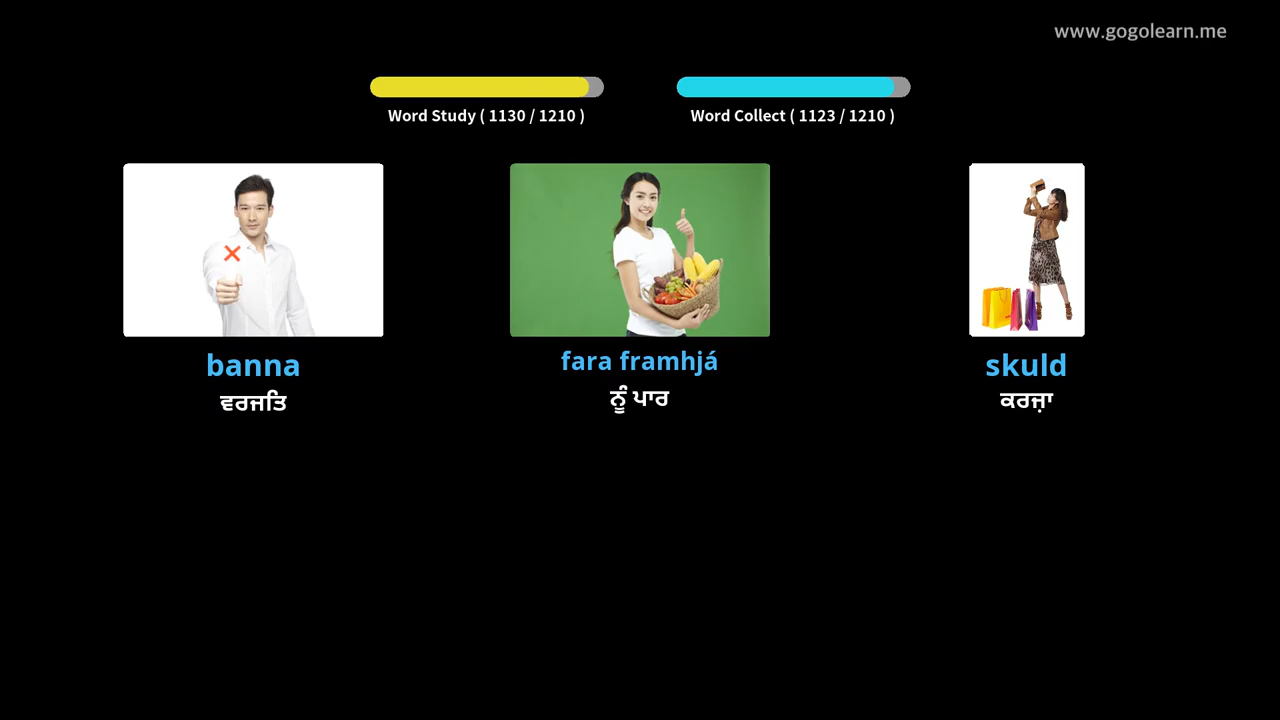 www.gogolearn.me
Word Study ( 1130 / 1210 )
Word Collect ( 1123 / 1210 )
banna
fara framhjá
skuld
ਵਰਜਤਿ
ਨੂੰ ਪਾਰ
ਕਰਜ਼ਾ